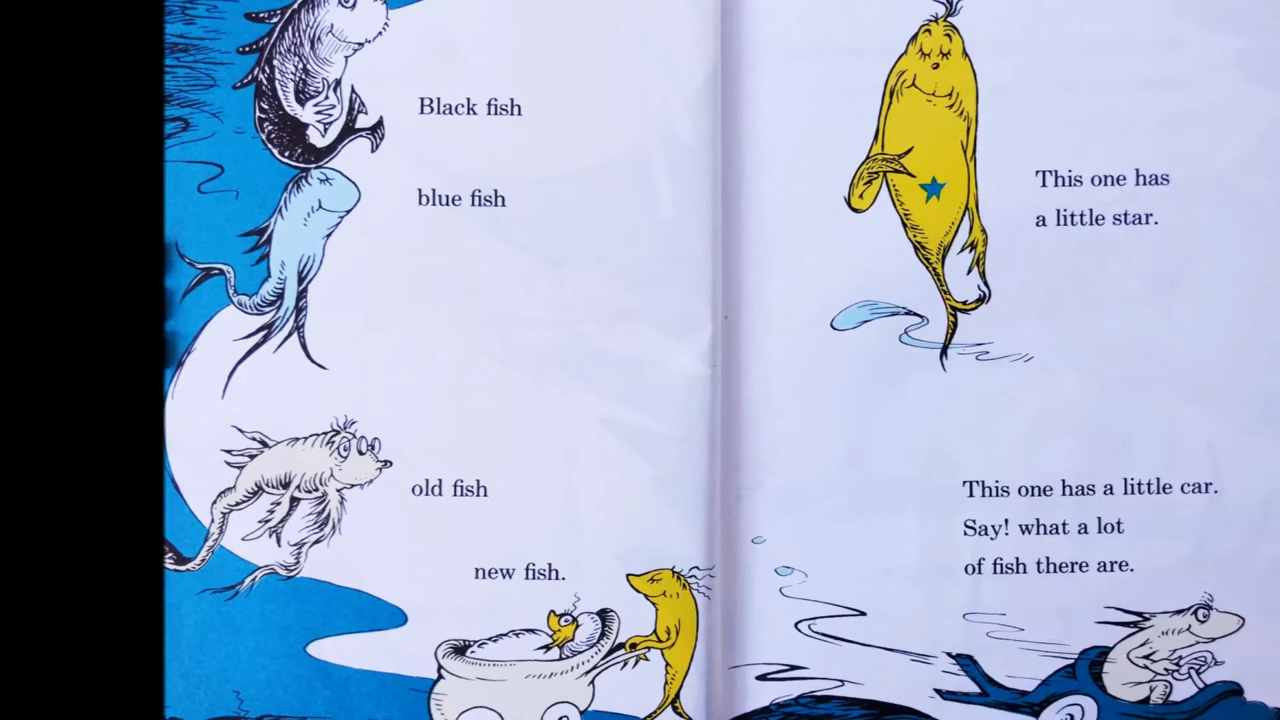 Black fish
blue fish
old fish
new fish.
This one has
a little star.
This one has a little car.
Say! what a lot
of fish there are.